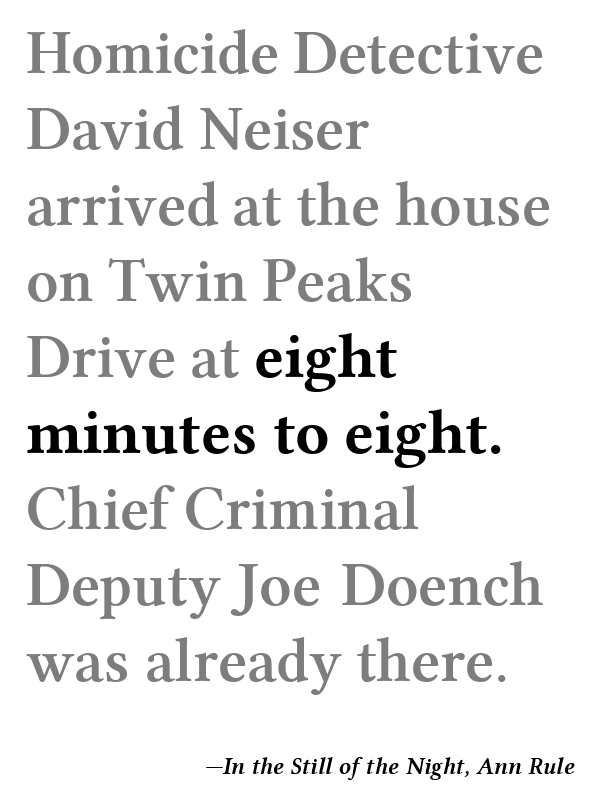 Homicide Detective
David Neiser
arrived at the house
on Twin Peaks
Drive at eight
minutes to eight.
Chief Criminal
Deputy Joe Doench
was already there.
—In the Still of the Night, Ann Rule